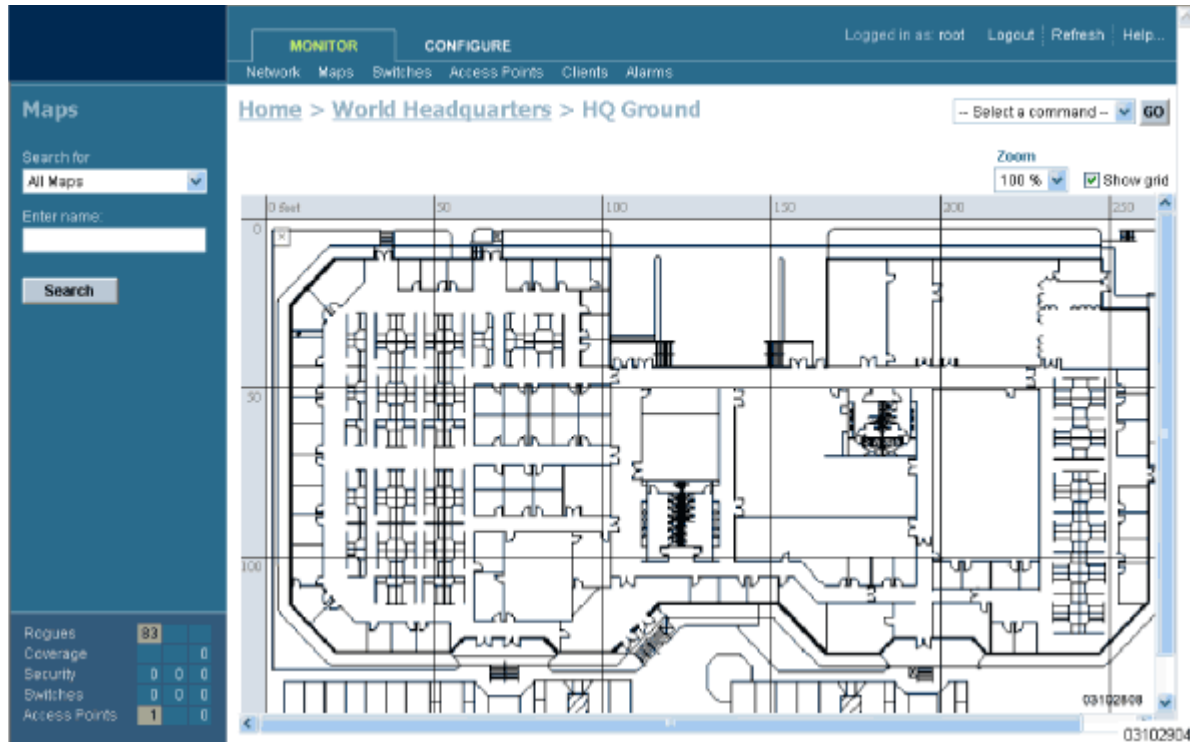 MONITOR CONFIGURE
Logged in as: root Logout Refresh Help...
Network Maps Switches Access Points Clients Alarms
Maps
Home > World Headquarters > HQ Ground
-- Select a command -- GO
Search for
All Maps
Enter name:
Search
Zoom
100 % Show grid
0 feet 50 100 150 200 250
0
50
100
Rogues 83
Coverage 0
Security 0 0 0
Switches 0 0 0
Access Points 1 0
03102808
03102904